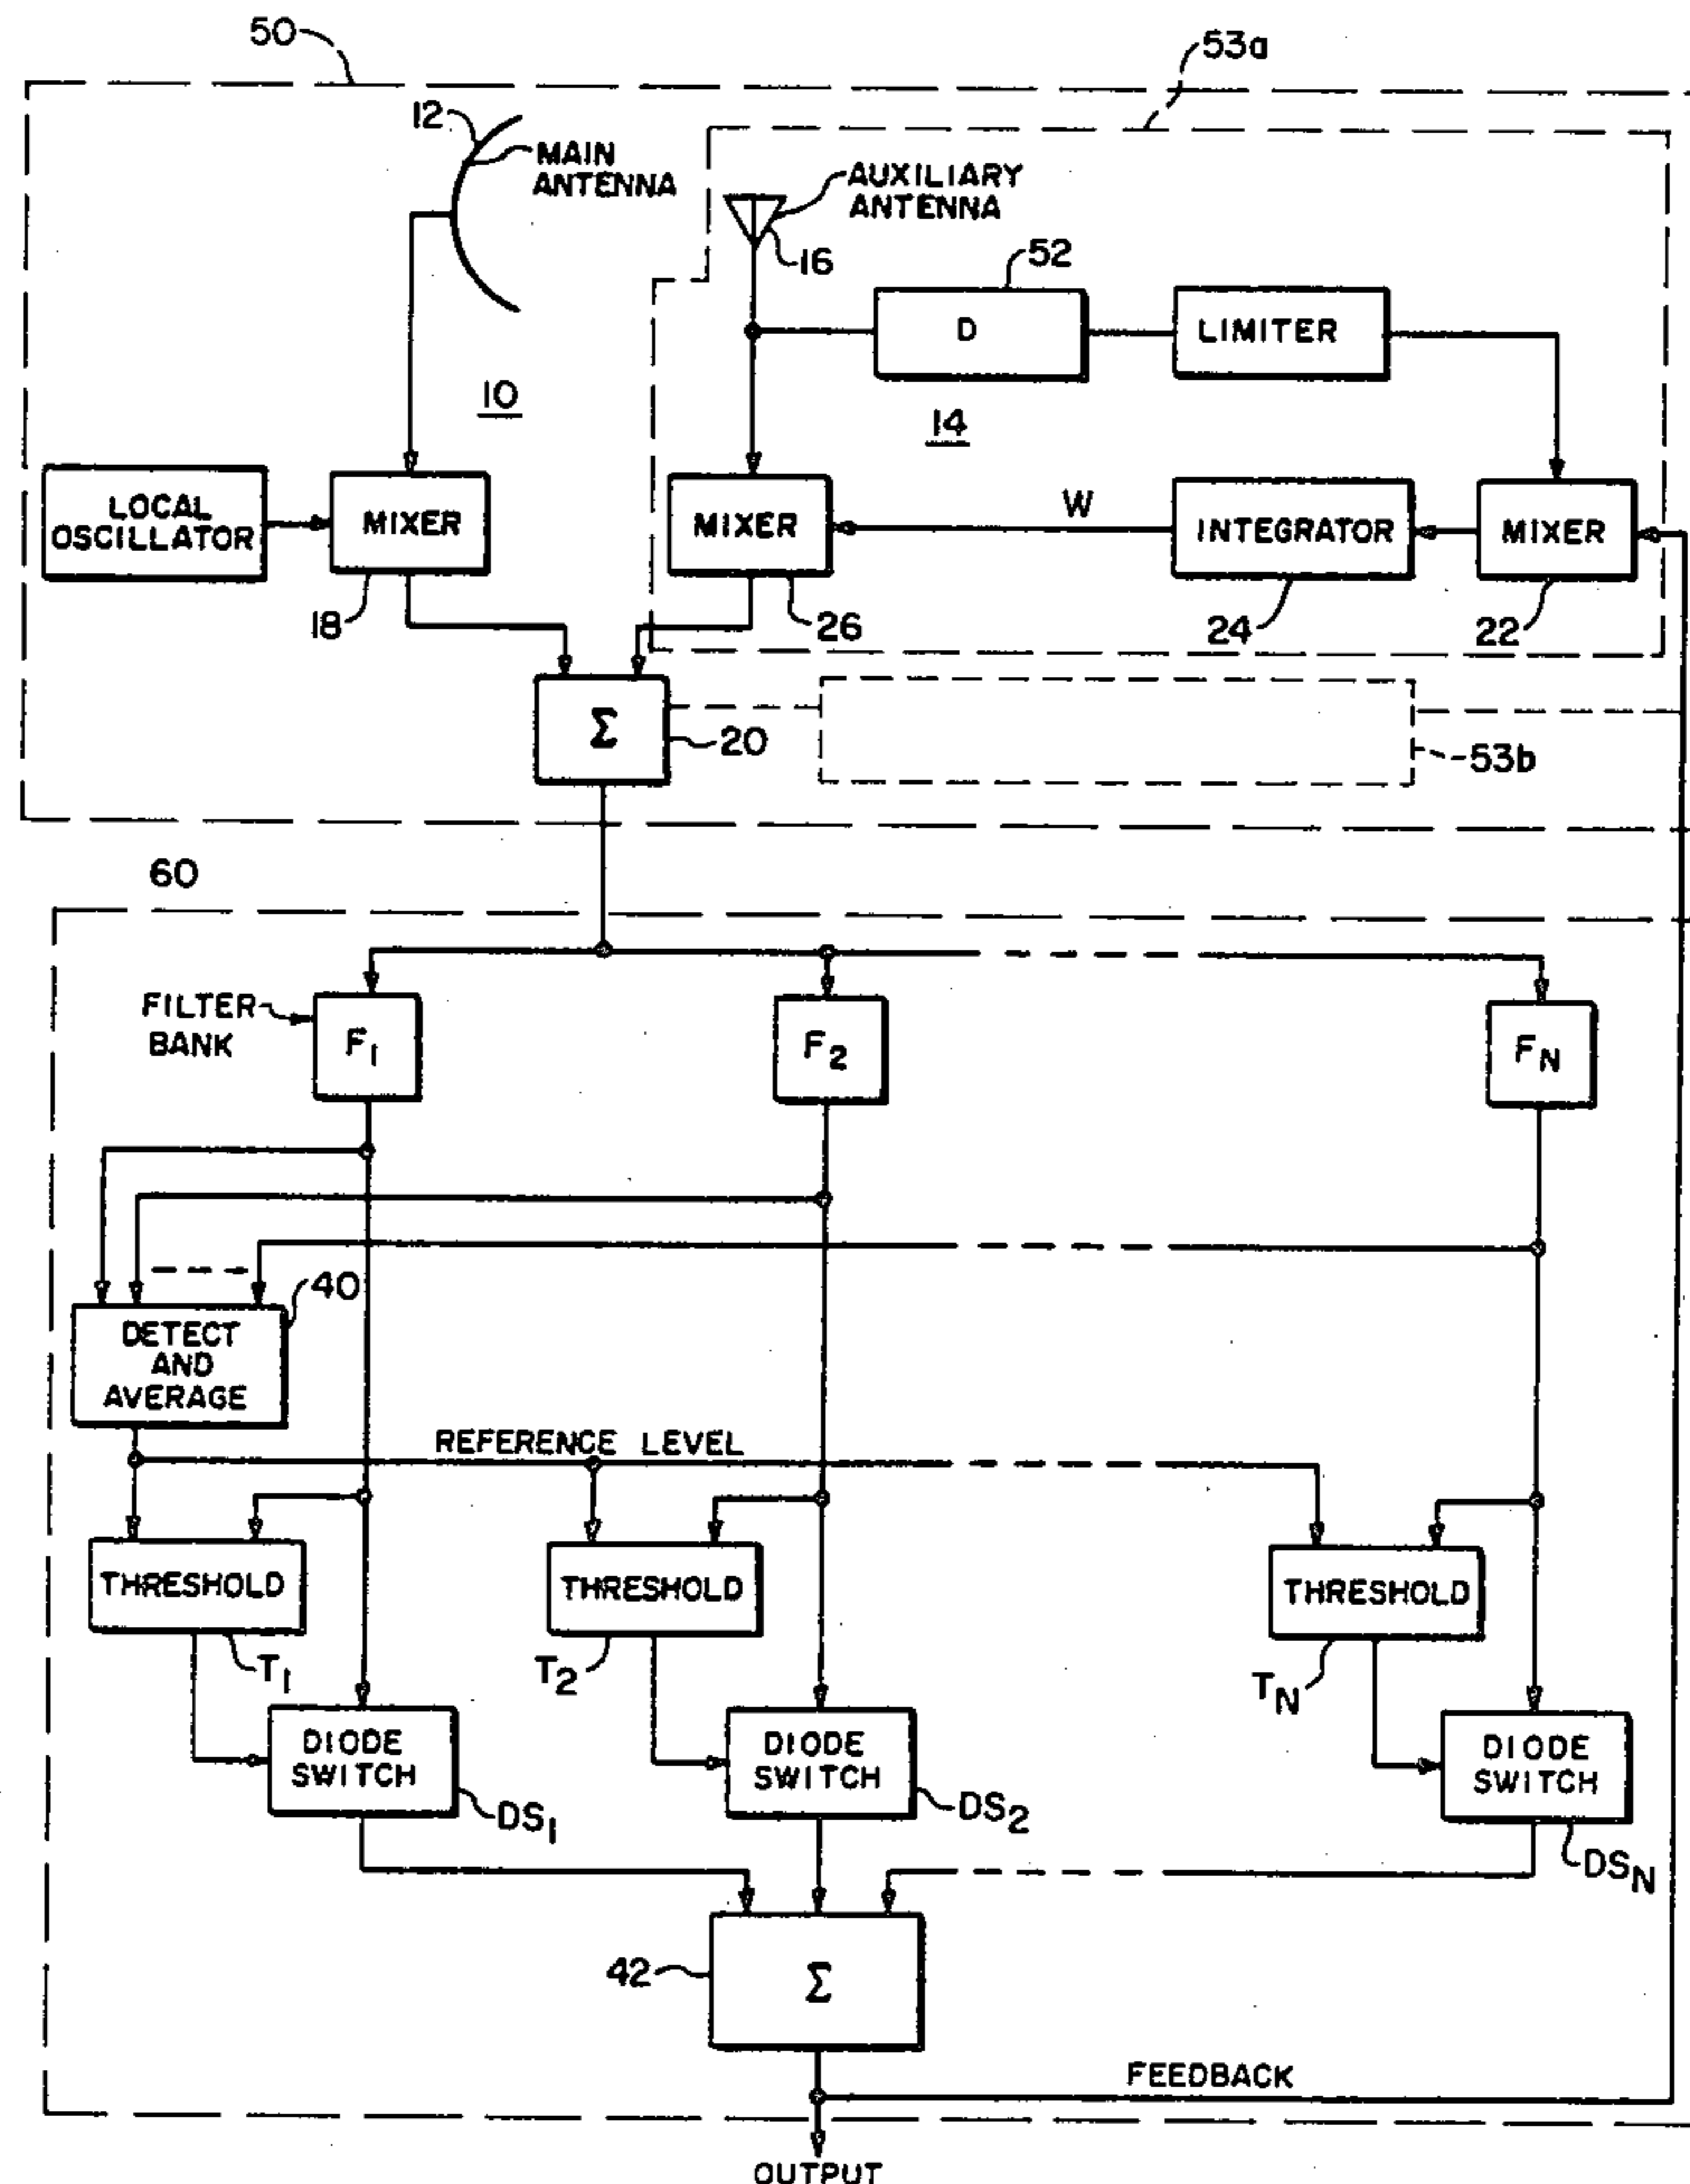 50
53a
12
MAIN
ANTENNA
AUXILIARY
ANTENNA
16
52
D
LIMITER
10
14
LOCAL
OSCILLATOR
MIXER
MIXER
W
INTEGRATOR
MIXER
18
26
24
22
Σ
20
53b
60
FILTER
BANK
F1
F2
FN
40
DETECT
AND
AVERAGE
REFERENCE LEVEL
THRESHOLD
THRESHOLD
THRESHOLD
T1
T2
TN
DIODE
SWITCH
DIODE
SWITCH
DIODE
SWITCH
DS1
DS2
DSN
42
Σ
FEEDBACK
OUTPUT